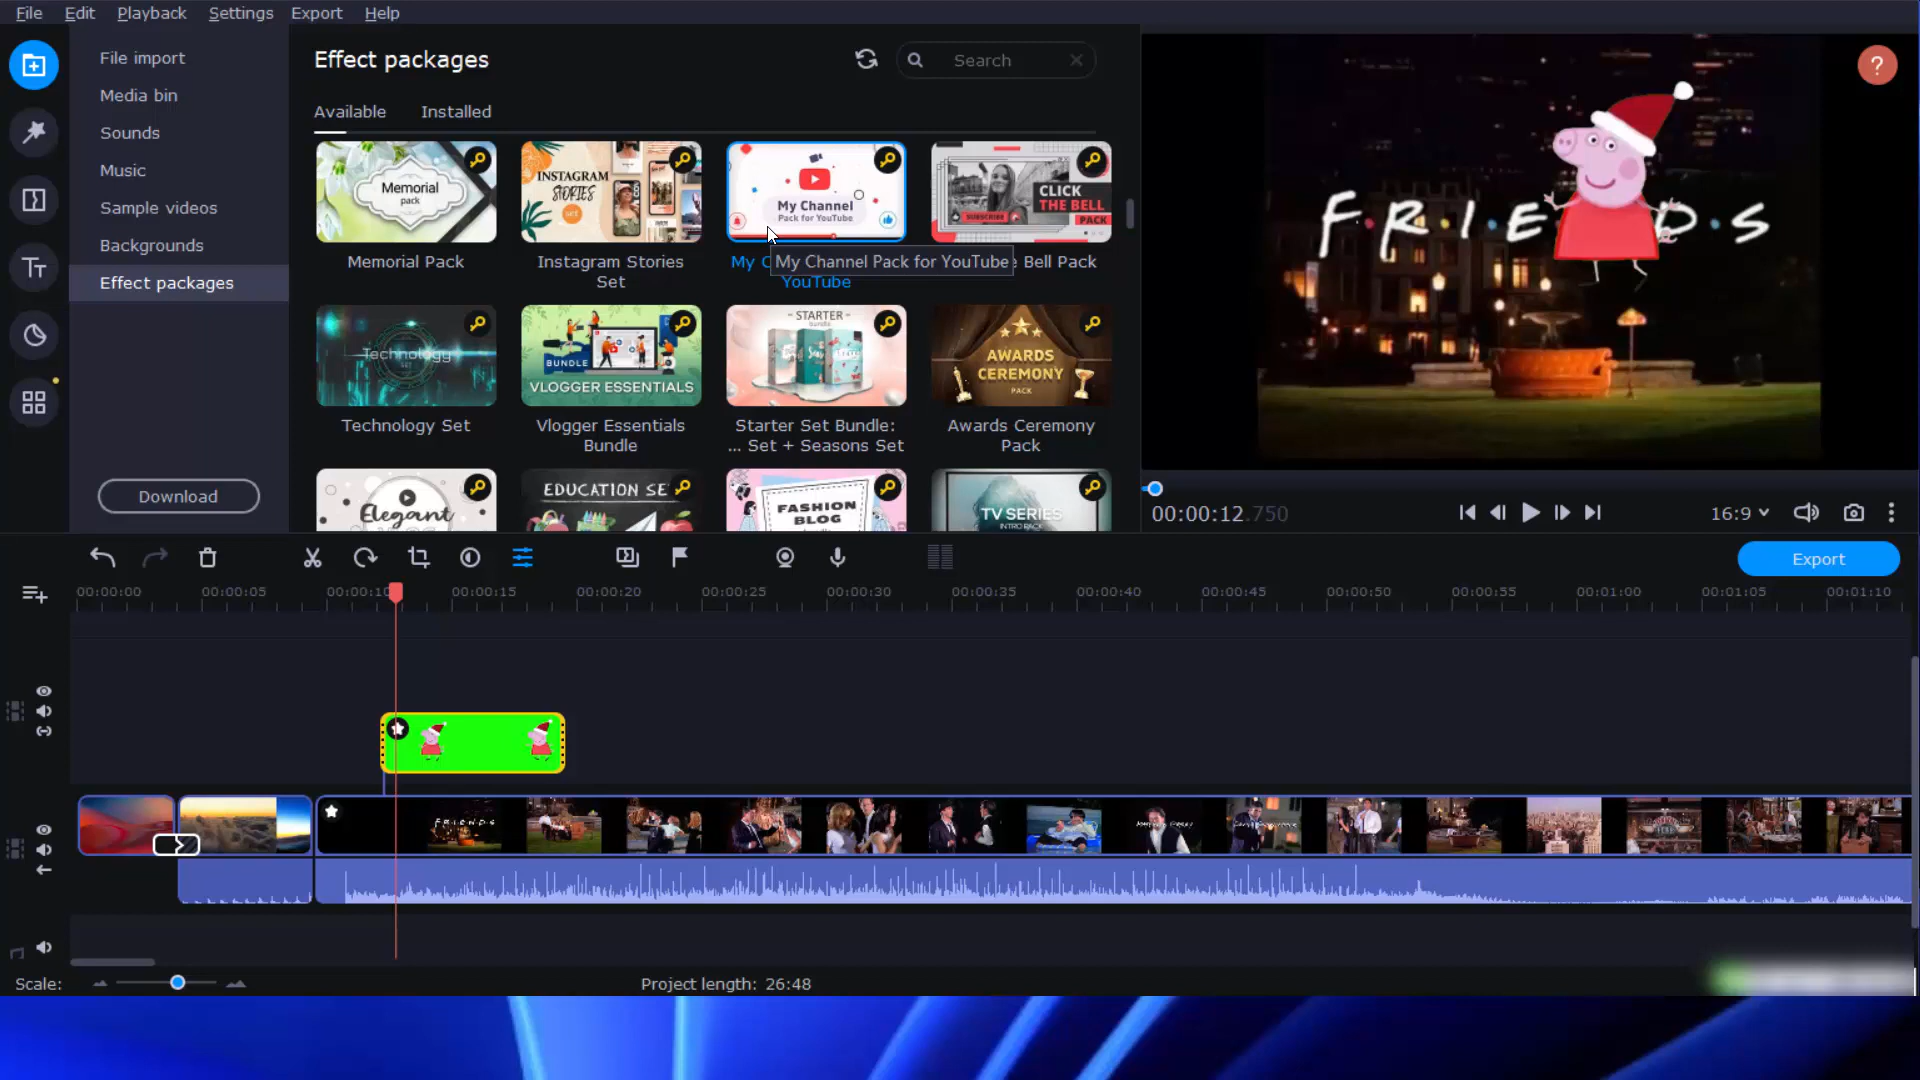 File Edit Playback Settings Export Help
File import
Media bin
Sounds
Music
Sample videos
Backgrounds
Effect packages
Download
Effect packages
Search
Available Installed
Memorial
pack
Memorial Pack
INSTAGRAM
STORIES
SET
Instagram Stories
Set
My Channel
Pack for YouTube
My C
YouTube
My Channel Pack for YouTube
CLICK
THE BELL
PACK
SUBSCRIBE
Bell Pack
Technology
SET
Technology Set
BUNDLE
VLOGGER ESSENTIALS
Vlogger Essentials
Bundle
STARTER
bundle
Starter Set Bundle:
... Set + Seasons Set
AWARDS
CEREMONY
PACK
Awards Ceremony
Pack
Elegant
EDUCATION SE
FASHION
BLOG
TV SERIES
INTRO PACK
?
F·R·I·E D·S
00:00:12.750
16:9
Export
00:00:00 00:00:05 00:00:10 00:00:15 00:00:20 00:00:25 00:00:30 00:00:35 00:00:40 00:00:45 00:00:50 00:00:55 00:01:00 00:01:05 00:01:10
FRIENDS
Scale:
Project length: 26:48